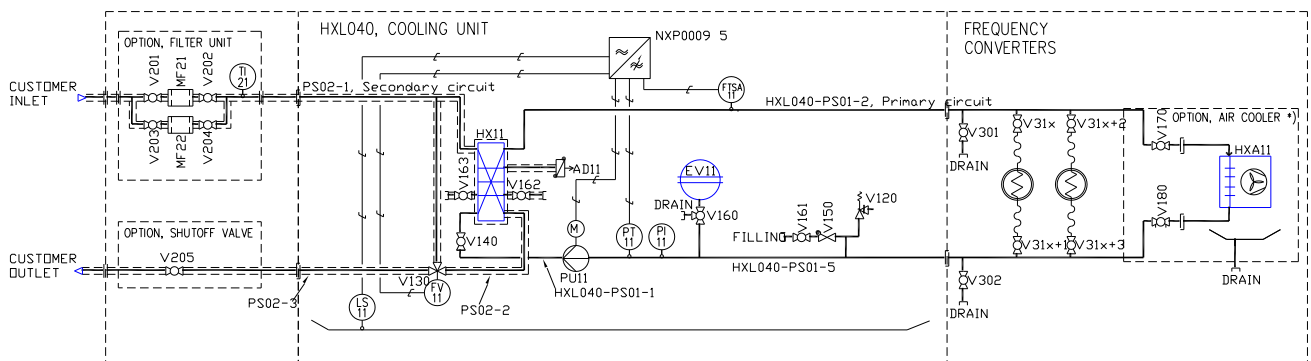 HXL040, COOLING UNIT
FREQUENCY
CONVERTERS
OPTION, FILTER UNIT
V201
MF21
V202
TI
21
CUSTOMER
INLET
V203
MF22
V204
PS02-1, Secondary circuit
NXP0009 5
FTSA
11
HXL040-PS01-2, Primary circuit
HX11
AD11
V163
V162
V140
EV11
DRAIN
V160
V161
V150
V120
FILLING
V301
DRAIN
V31x
V31x+2
V170
OPTION, AIR COOLER *)
HXA11
V180
V31x+1
V31x+3
DRAIN
M
PU11
PT
11
PI
11
HXL040-PS01-5
HXL040-PS01-1
V302
DRAIN
OPTION, SHUTOFF VALVE
V205
CUSTOMER
OUTLET
V130
FV
11
LS
11
PS02-3
PS02-2